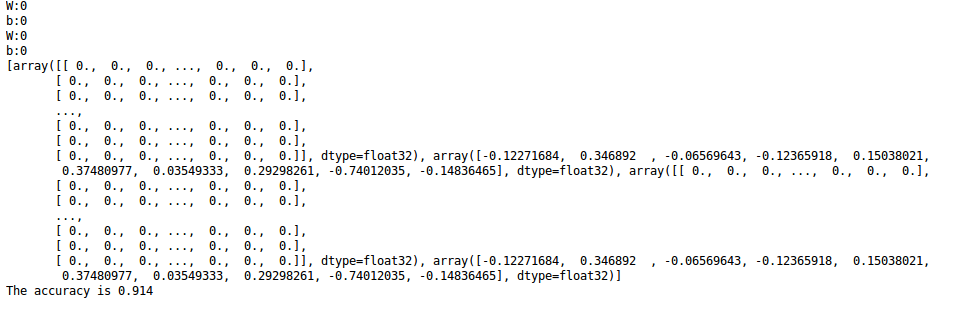 W:0
b:0
W:0
b:0
[array([[ 0.,  0.,  0., ...,  0.,  0.,  0.],
       [ 0.,  0.,  0., ...,  0.,  0.,  0.],
       [ 0.,  0.,  0., ...,  0.,  0.,  0.],
       ...,
       [ 0.,  0.,  0., ...,  0.,  0.,  0.],
       [ 0.,  0.,  0., ...,  0.,  0.,  0.],
       [ 0.,  0.,  0., ...,  0.,  0.,  0.]], dtype=float32), array([-0.12271684,  0.346892  , -0.06569643, -0.12365918,  0.15038021,
        0.37480977,  0.03549333,  0.29298261, -0.74012035, -0.14836465], dtype=float32), array([[ 0.,  0.,  0., ...,  0.,  0.,  0.],
       [ 0.,  0.,  0., ...,  0.,  0.,  0.],
       [ 0.,  0.,  0., ...,  0.,  0.,  0.],
       ...,
       [ 0.,  0.,  0., ...,  0.,  0.,  0.],
       [ 0.,  0.,  0., ...,  0.,  0.,  0.],
       [ 0.,  0.,  0., ...,  0.,  0.,  0.]], dtype=float32), array([-0.12271684,  0.346892  , -0.06569643, -0.12365918,  0.15038021,
        0.37480977,  0.03549333,  0.29298261, -0.74012035, -0.14836465], dtype=float32)]
The accuracy is 0.914